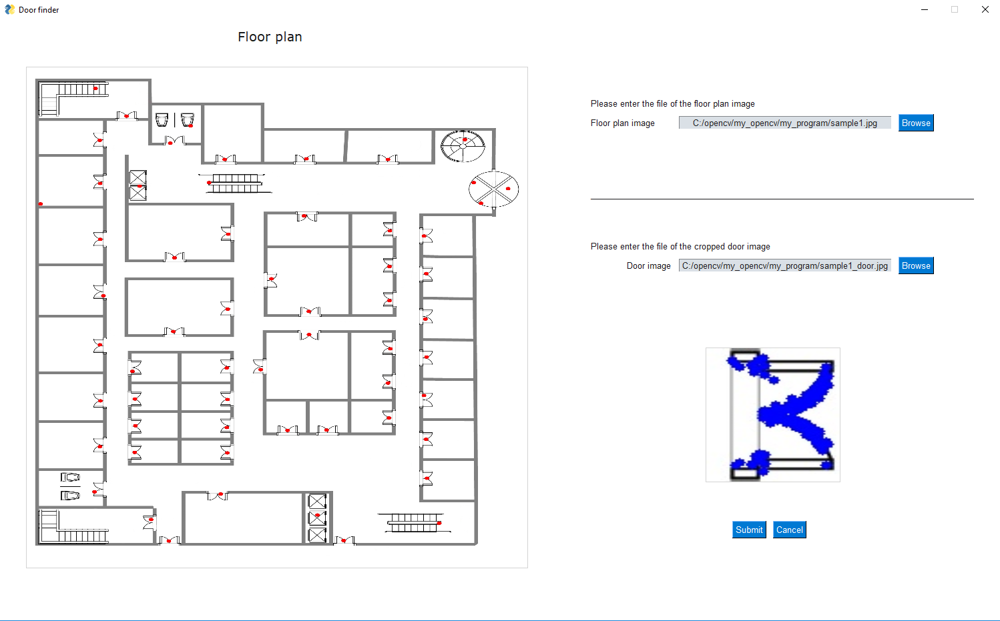 Door finder
Floor plan
Please enter the file of the floor plan image
Floor plan image C:/opencv/my_opencv/my_program/sample1.jpg Browse
Please enter the file of the cropped door image
Door image C:/opencv/my_opencv/my_program/sample1_door.jpg Browse
Submit Cancel